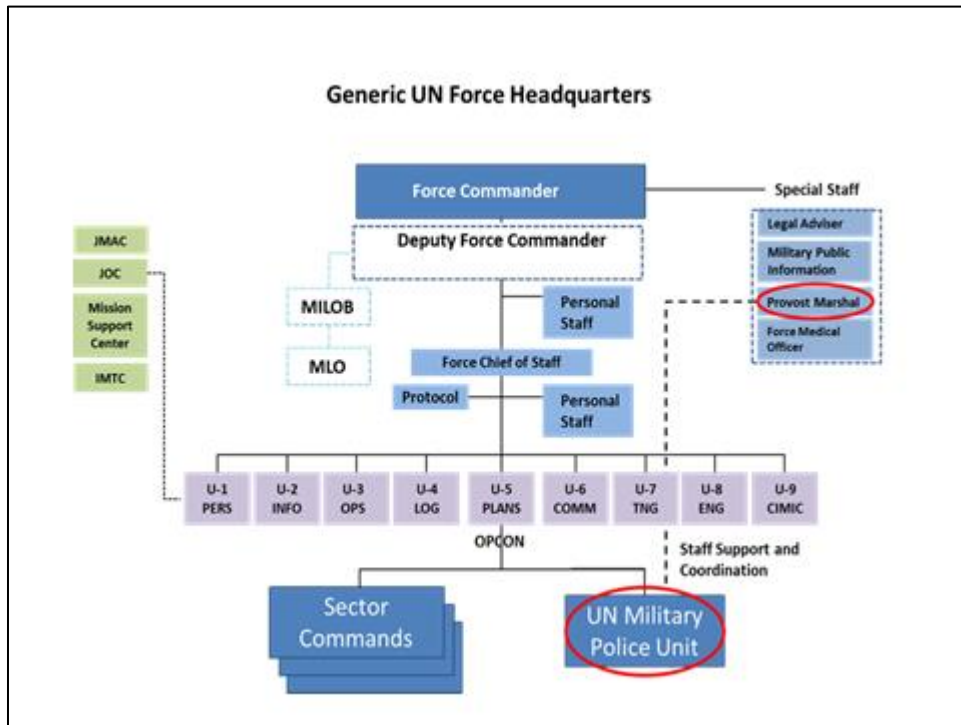 Generic UN Force Headquarters
Force Commander
Special Staff
Legal Adviser
Military Public
Information
Provost Marshal
Force Medical
Officer
Deputy Force Commander
JMAC
JOC
Mission
Support
Center
IMTC
MILOB
MLO
Personal
Staff
Force Chief of Staff
Protocol
Personal
Staff
U-1
PERS
U-2
INFO
U-3
OPS
U-4
LOG
U-5
PLANS
U-6
COMM
U-7
TNG
U-8
ENG
U-9
CIMIC
OPCON
Staff Support and
Coordination
Sector
Commands
UN Military
Police Unit